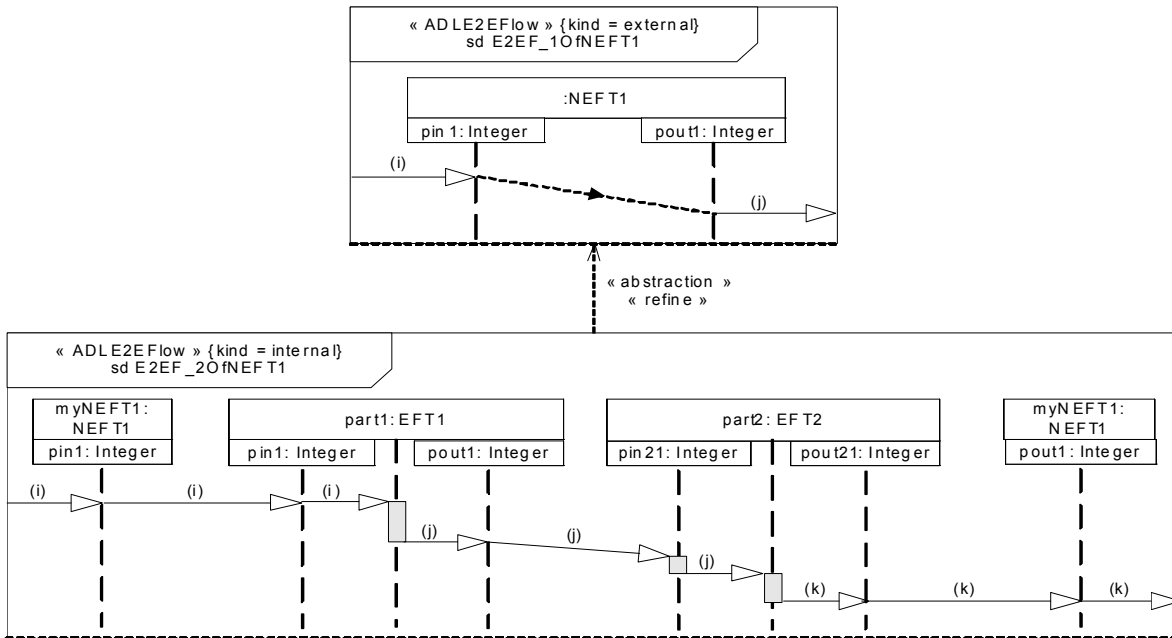 « ADLE2EFlow » {kind = external}
sd E2EF_1OfNEFT1
:NEFT1
pin1: Integer
pout1: Integer
(i)
(j)
« abstraction »
« refine »
« ADLE2EFlow » {kind = internal}
sd E2EF_2OfNEFT1
myNEFT1:
NEFT1
pin1: Integer
part1: EFT1
pin1: Integer
pout1: Integer
part2: EFT2
pin21: Integer
pout21: Integer
myNEFT1:
NEFT1
pout1: Integer
(i)
(i)
(i)
(j)
(j)
(j)
(k)
(k)
(k)